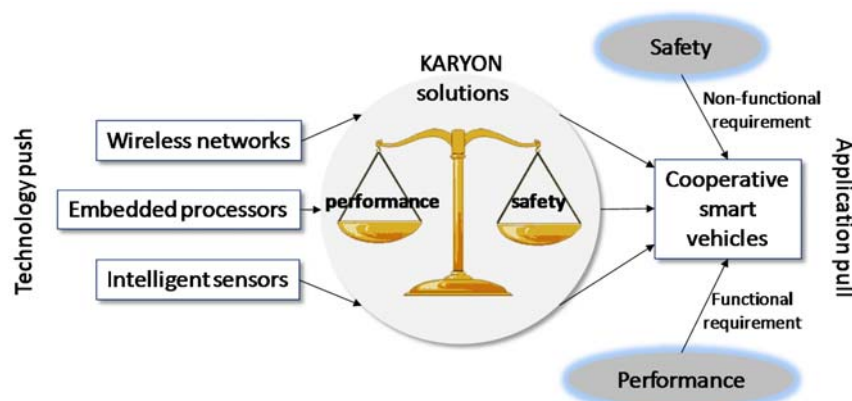 Technology push
Wireless networks
Embedded processors
Intelligent sensors
KARYON
solutions
performance
safety
Safety
Non-functional
requirement
Cooperative
smart
vehicles
Functional
requirement
Performance
Application pull